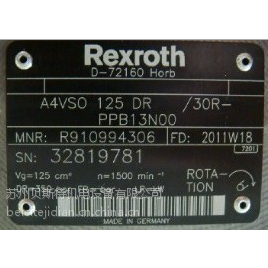 Rexroth
D-72160 Horb
A4VSO 125 DR /30R-
PPB13N00
MNR: R910994306 FD: 2011W18
7201
SN: 32819781
Vg=125 cm³ n=1500 min⁻¹ ROTA-
TION
MADE IN GERMANY